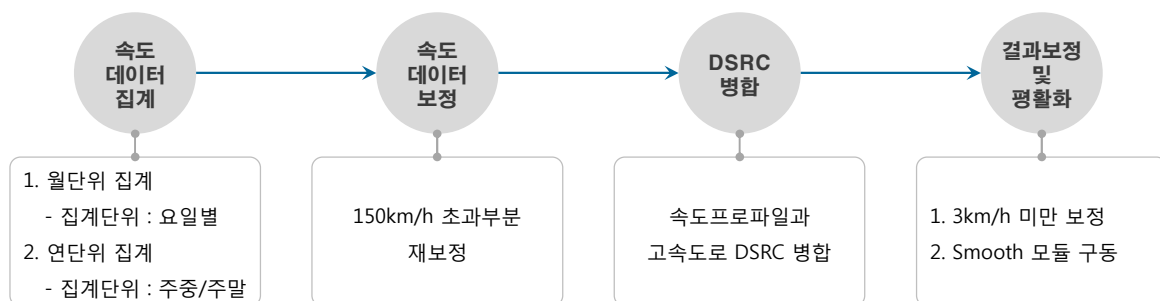 속도
데이터
집계
속도
데이터
보정
DSRC
병합
결과보정
및
평활화
1. 월단위 집계
- 집계단위 : 요일별
2. 연단위 집계
- 집계단위 : 주중/주말
150km/h 초과부분
재보정
속도프로파일과
고속도로 DSRC 병합
1. 3km/h 미만 보정
2. Smooth 모듈 구동